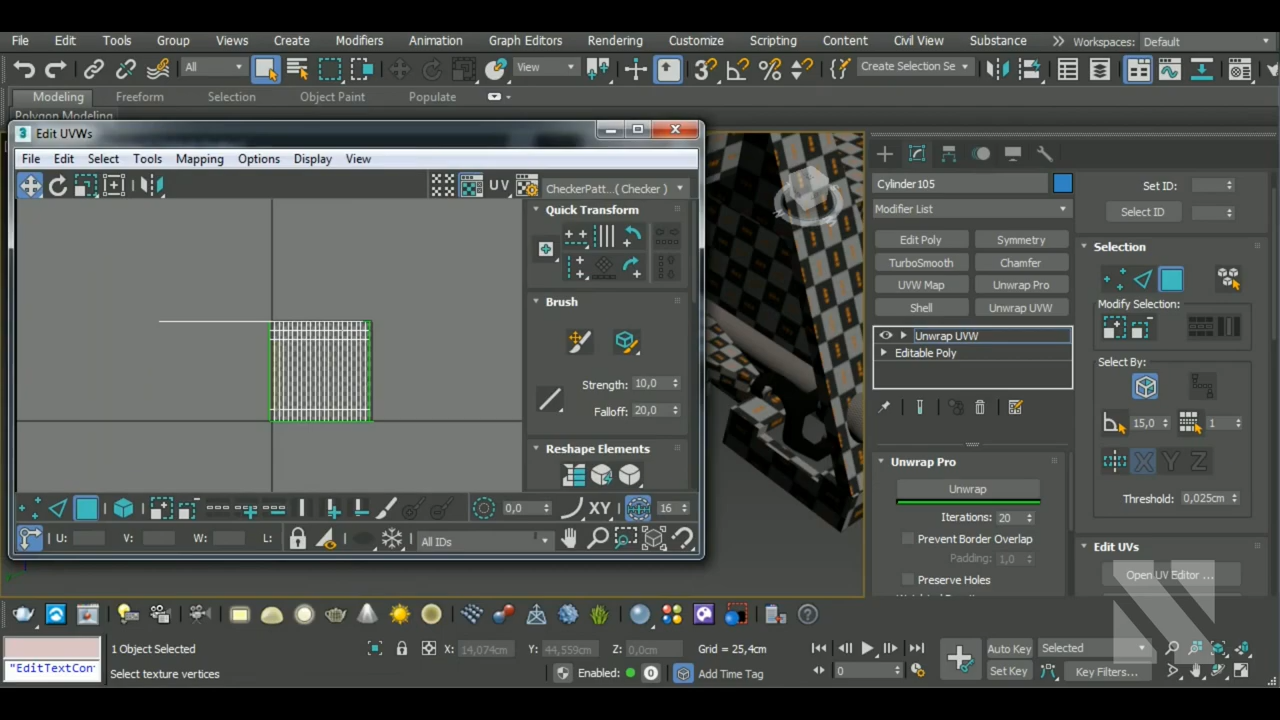 File Edit Tools Group Views Create Modifiers Animation Graph Editors Rendering Customize Scripting Content Civil View Substance Workspaces: Default
All View Create Selection Se
Modeling Freeform Selection Object Paint Populate
Polygon Modeling
3 Edit UVWs
File Edit Select Tools Mapping Options Display View
UV CheckerPatt...( Checker )
Quick Transform
Brush
Strength: 10,0
Falloff: 20,0
Reshape Elements
0,0 XY 16
U: V: W: L: All IDs
Cylinder105
Modifier List
Edit Poly Symmetry
TurboSmooth Chamfer
UVW Map Unwrap Pro
Shell Unwrap UVW
Unwrap UVW
Editable Poly
Unwrap Pro
Unwrap
Iterations: 20
Prevent Border Overlap
Padding: 1,0
Preserve Holes
Set ID:
Select ID
Selection
Modify Selection:
Select By:
15,0 1
X Y Z
Threshold: 0,025cm
Edit UVs
Open UV Editor ...
1 Object Selected X: 14,074cm Y: 44,559cm Z: 0,0cm Grid = 25,4cm Auto Key Selected
"EditTextCon Select texture vertices Enabled: 0 Add Time Tag 0 Set Key Key Filters...